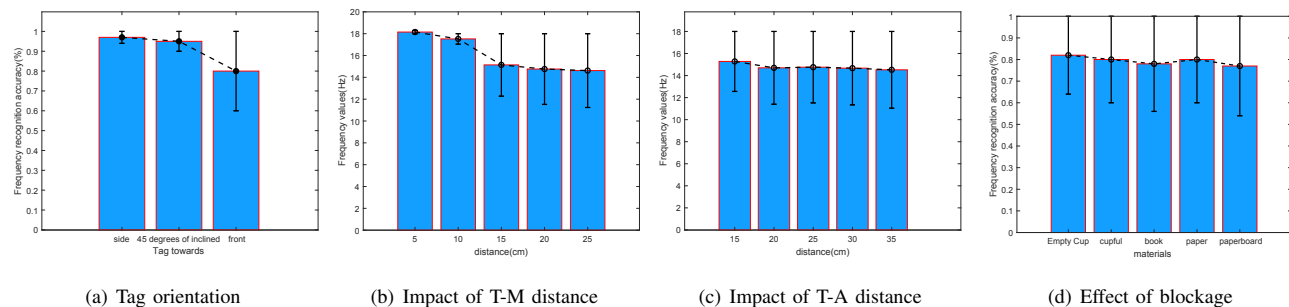 Frequency recognition accuracy(%)
1
0.9
0.8
0.7
0.6
0.5
0.4
0.3
0.2
0.1
0
side 45 degrees of inclined front
Tag towards
(a) Tag orientation
Frequency values(Hz)
20
18
16
14
12
10
8
6
4
2
0
5 10 15 20 25
distance(cm)
(b) Impact of T-M distance
Frequency values(Hz)
18
16
14
12
10
8
6
4
2
0
15 20 25 30 35
distance(cm)
(c) Impact of T-A distance
Frequency recognition accuracy(%)
1
0.9
0.8
0.7
0.6
0.5
0.4
0.3
0.2
0.1
0
Empty Cup cupful book paper paperboard
materials
(d) Effect of blockage